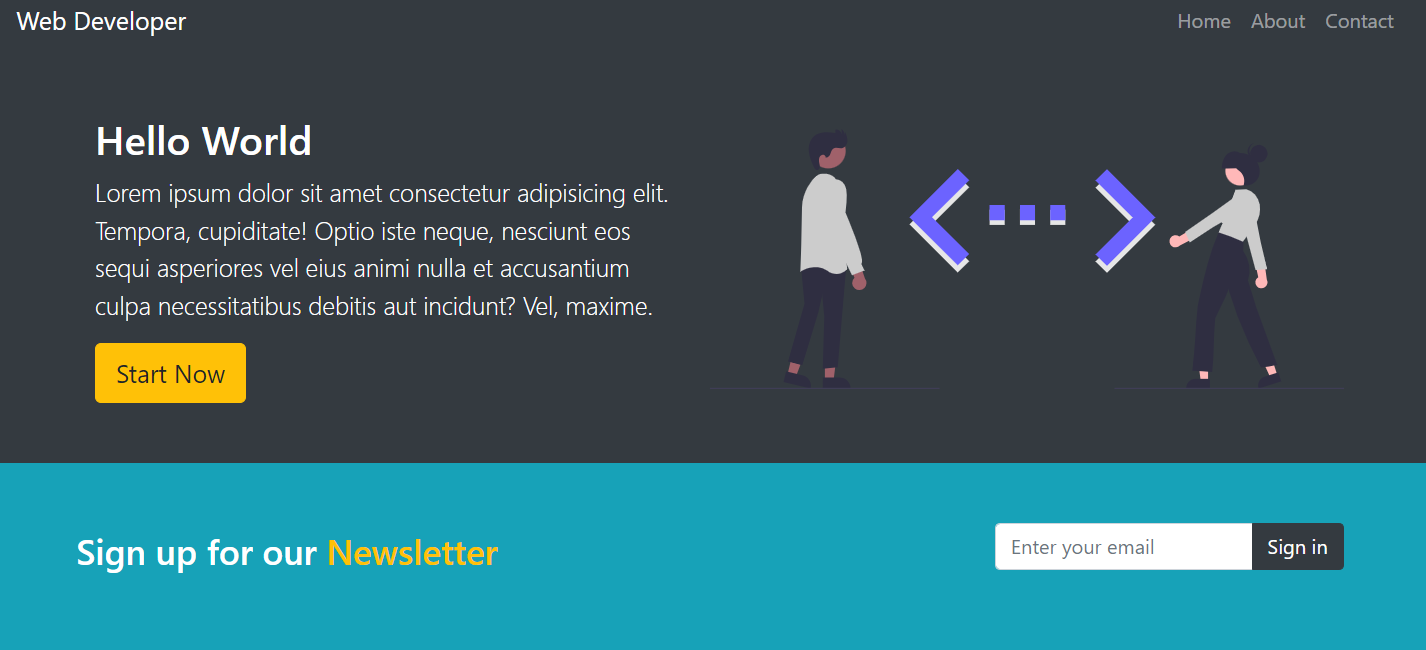 Web Developer
Home About Contact
Hello World
Lorem ipsum dolor sit amet consectetur adipisicing elit.
Tempora, cupiditate! Optio iste neque, nesciunt eos
sequi asperiores vel eius animi nulla et accusantium
culpa necessitatibus debitis aut incidunt? Vel, maxime.
Start Now
Sign up for our Newsletter
Enter your email
Sign in